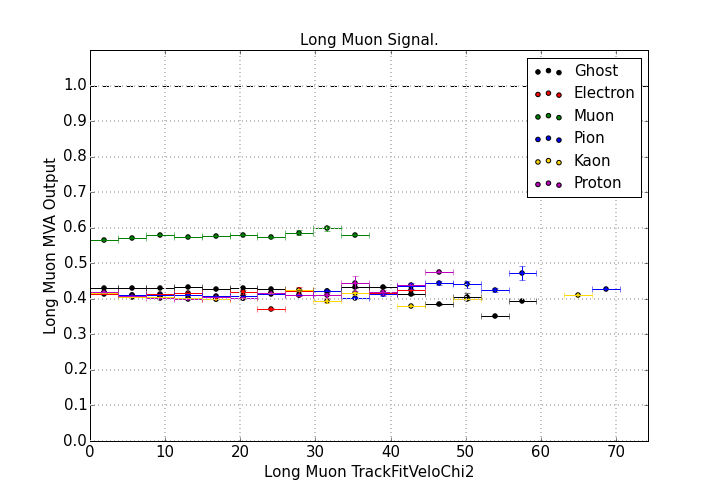 Long Muon Signal.
Long Muon MVA Output
1.0
0.9
0.8
0.7
0.6
0.5
0.4
0.3
0.2
0.1
0.0
Ghost
Electron
Muon
Pion
Kaon
Proton
0 10 20 30 40 50 60 70
Long Muon TrackFitVeloChi2